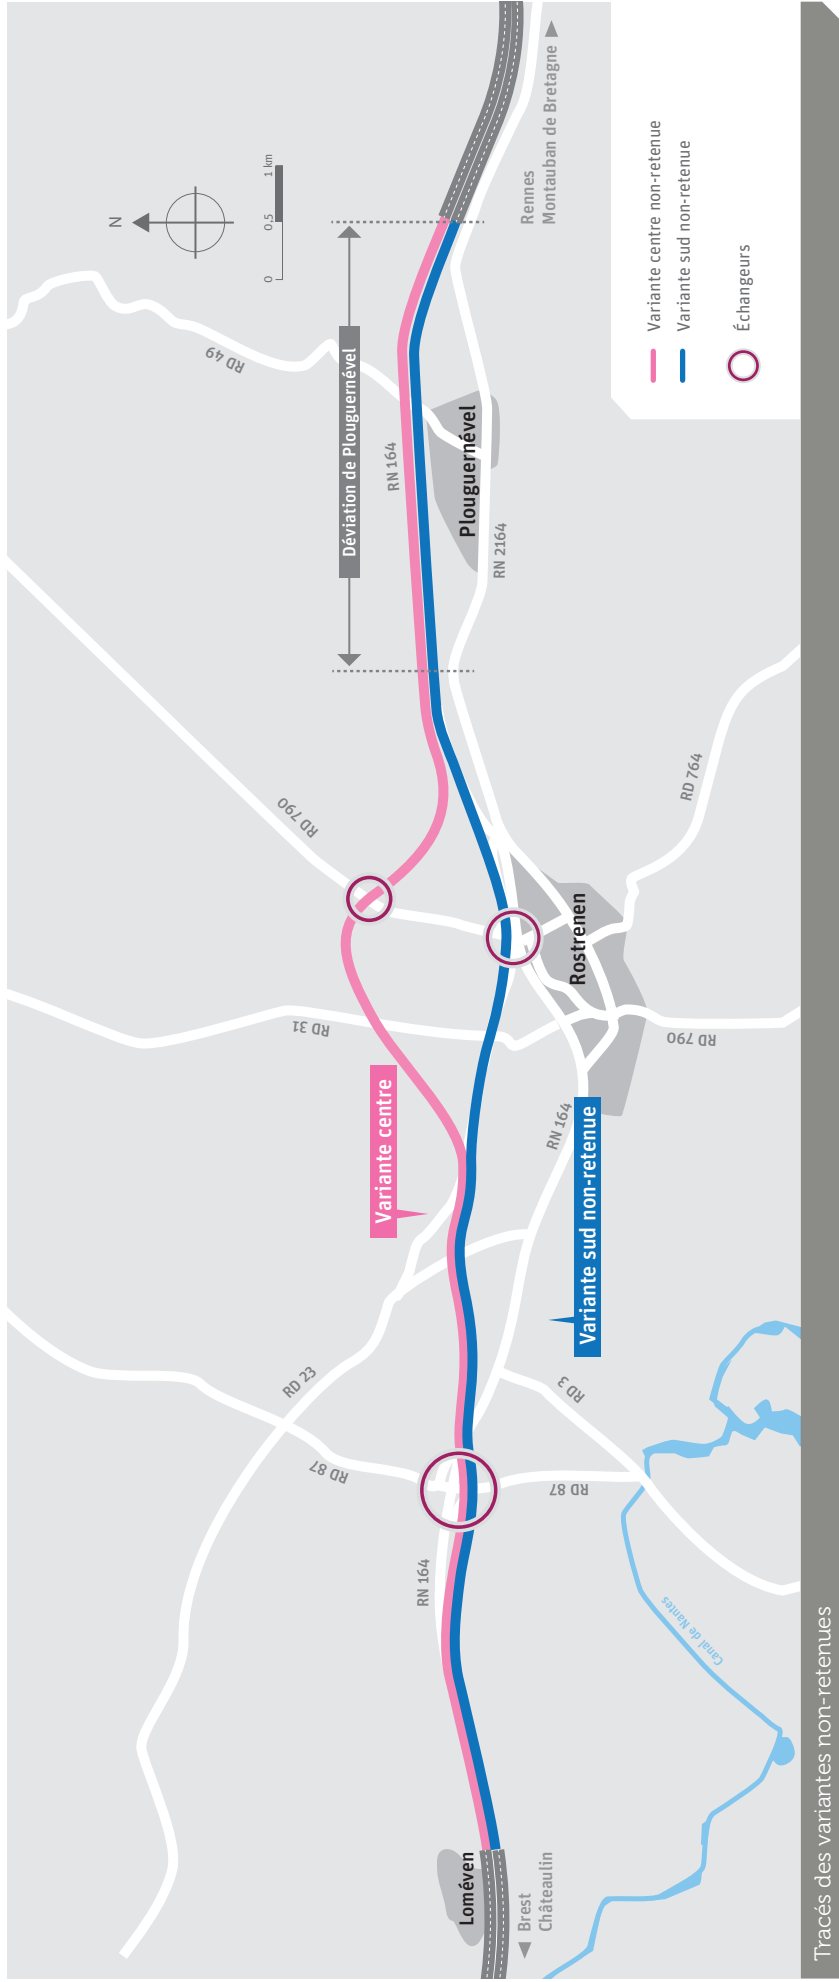 Tracés des variantes non-retenues
N
0
0.5
1 km
Variante centre non-retenue
Variante sud non-retenue
Échangeurs
Rennes
Montauban de Bretagne
Brest
Châteaulin
Loméven
Rostrenen
Plouguernével
Déviation de Plouguernével
Variante centre
Variante sud non-retenue
RN 164
RD 87
RD 23
RD 87
RD 3
RN 164
RD 31
RD 790
RD 790
RD 764
RN 164
RN 2164
RD 49
Canal de Nantes